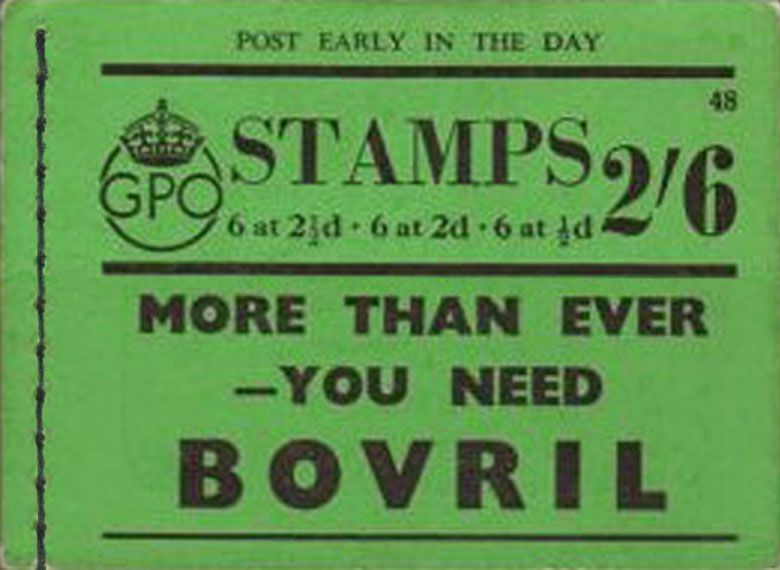 POST EARLY IN THE DAY
48
GPO
STAMPS 2/6
6 at 2½d · 6 at 2d · 6 at ½d
MORE THAN EVER
—YOU NEED
BOVRIL